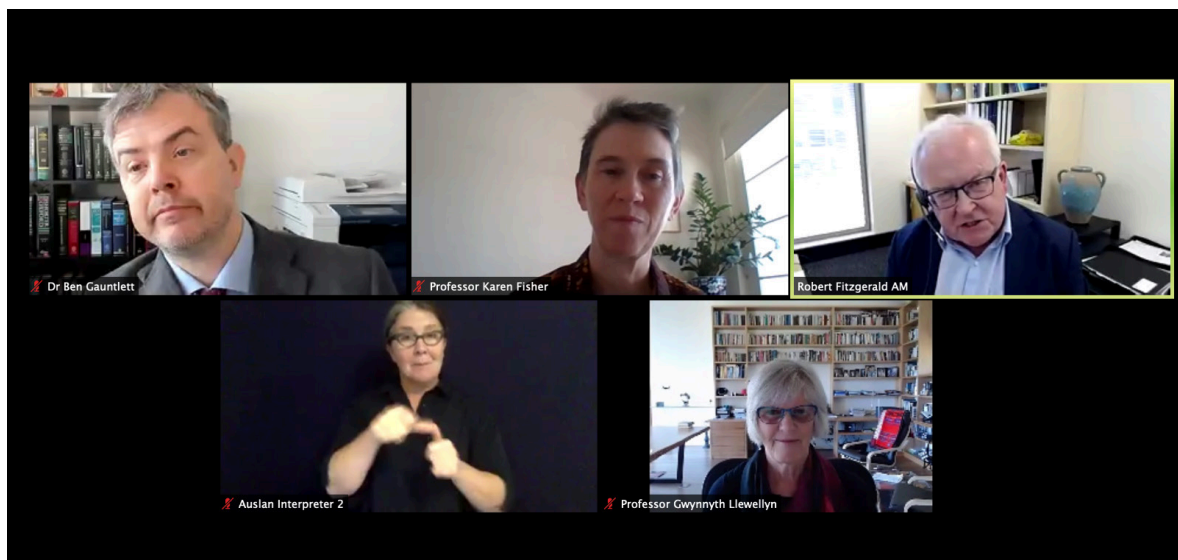 Dr Ben Gauntlett
Professor Karen Fisher
Robert Fitzgerald AM
Auslan Interpreter 2
Professor Gwynnyth Llewellyn